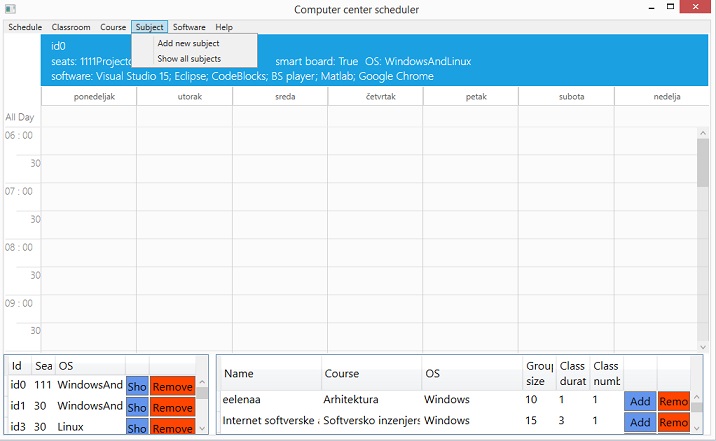 Computer center scheduler
Schedule Classroom Course Subject Software Help
Add new subject
Show all subjects
id0
seats: 1111Projecto smart board: True OS: WindowsAndLinux
software: Visual Studio 15; Eclipse; CodeBlocks; BS player; Matlab; Google Chrome
ponedeljak utorak sreda četvrtak petak subota nedelja
All Day
06 : 00
30
07 : 00
30
08 : 00
30
09 : 00
30
Id Sea OS
id0 111 WindowsAnd Sho Remove
id1 30 WindowsAnd Sho Remove
id3 30 Linux Sho Remove
Name Course OS Group size Class durat Class numb
eelenaa Arhitektura Windows 10 1 1 Add Remo
Internet softverske a Softversko inzenjers Windows 15 3 1 Add Remo